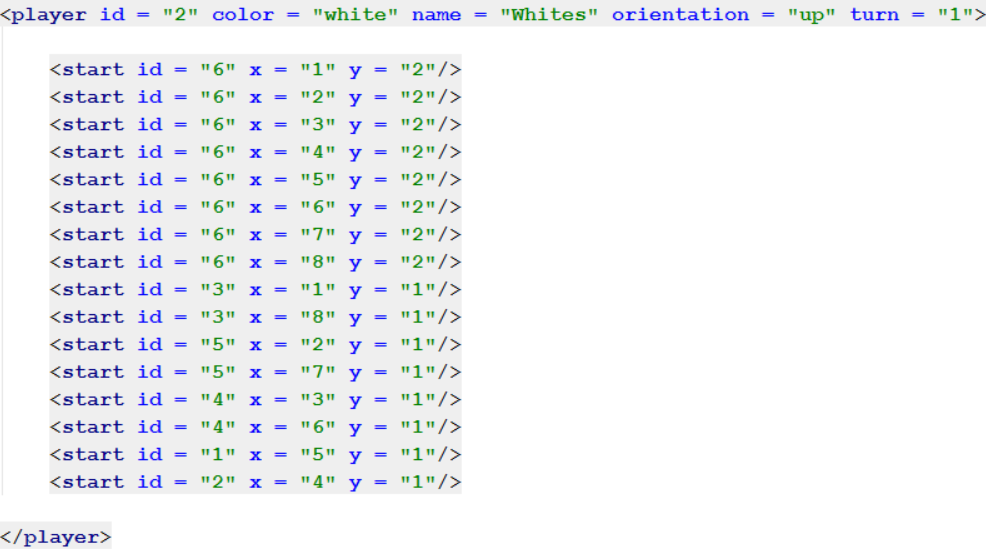 <player id = "2" color = "white" name = "Whites" orientation = "up" turn = "1">
<start id = "6" x = "1" y = "2"/>
<start id = "6" x = "2" y = "2"/>
<start id = "6" x = "3" y = "2"/>
<start id = "6" x = "4" y = "2"/>
<start id = "6" x = "5" y = "2"/>
<start id = "6" x = "6" y = "2"/>
<start id = "6" x = "7" y = "2"/>
<start id = "6" x = "8" y = "2"/>
<start id = "3" x = "1" y = "1"/>
<start id = "3" x = "8" y = "1"/>
<start id = "5" x = "2" y = "1"/>
<start id = "5" x = "7" y = "1"/>
<start id = "4" x = "3" y = "1"/>
<start id = "4" x = "6" y = "1"/>
<start id = "1" x = "5" y = "1"/>
<start id = "2" x = "4" y = "1"/>
</player>